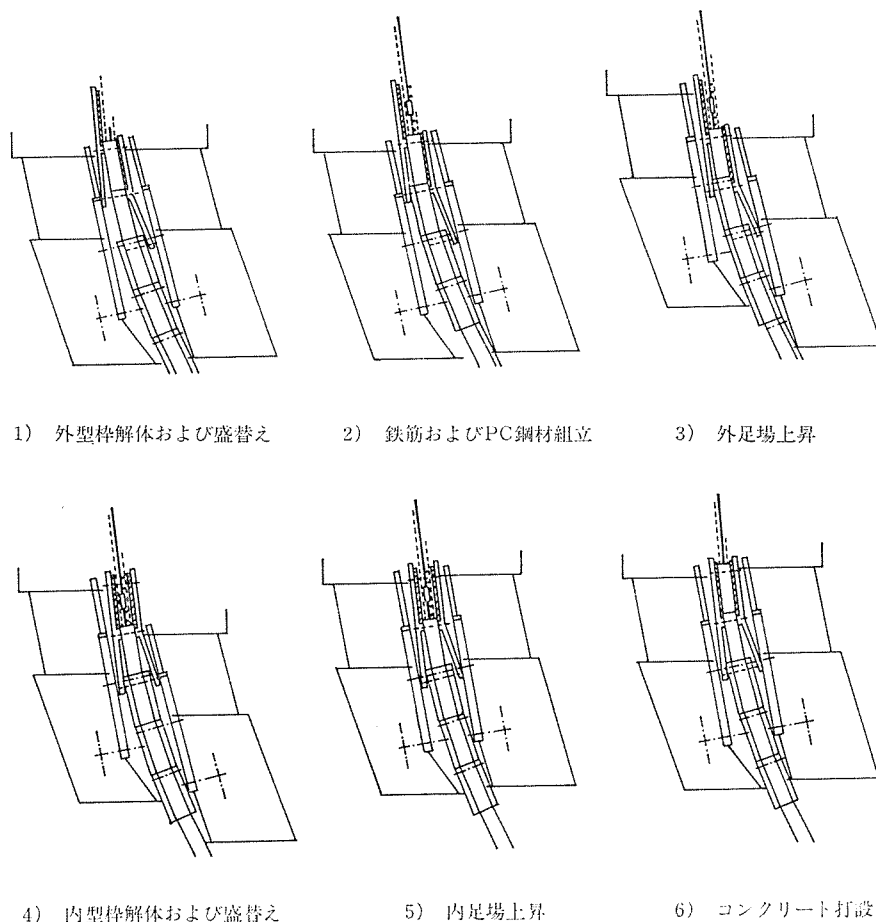 1) 外型枠解体および盛替え
2) 鉄筋およびPC鋼材組立
3) 外足場上昇
4) 内型枠解体および盛替え
5) 内足場上昇
6) コンクリート打設